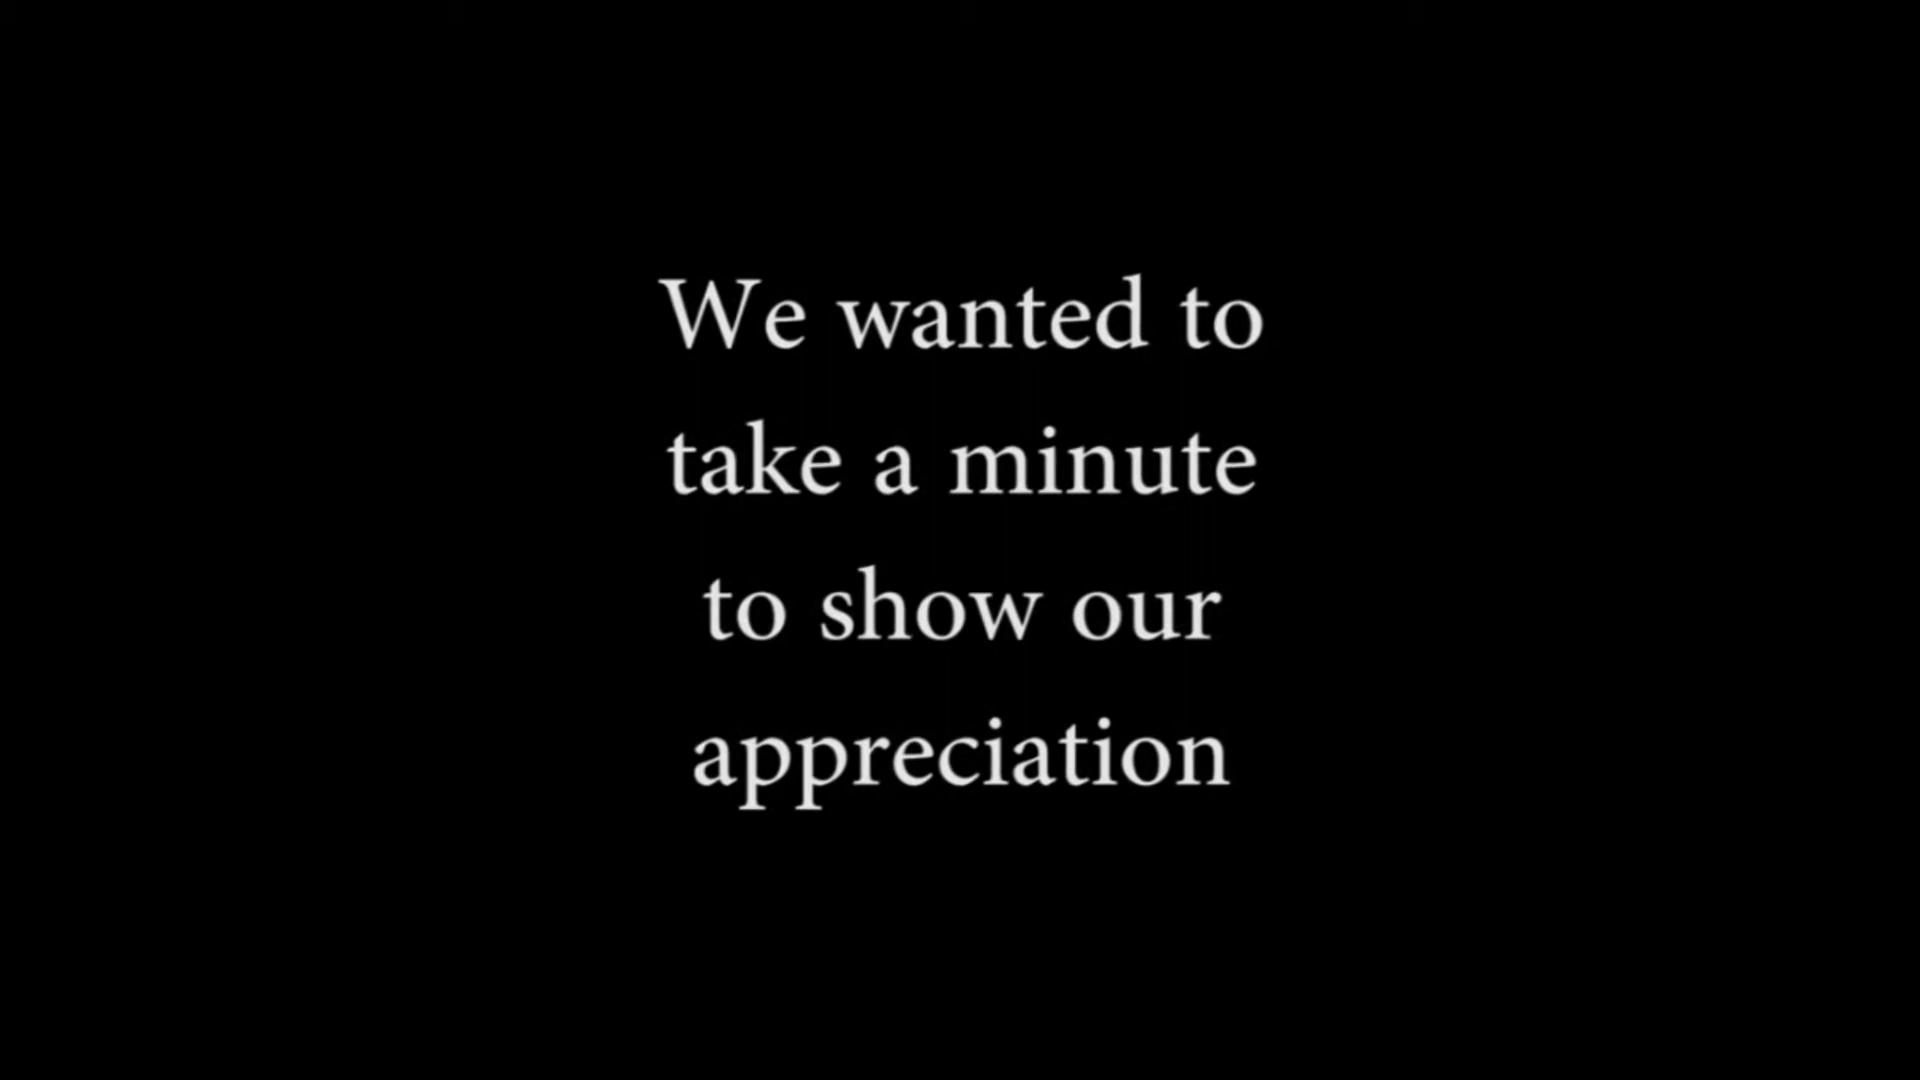 We wanted to
take a minute
to show our
appreciation